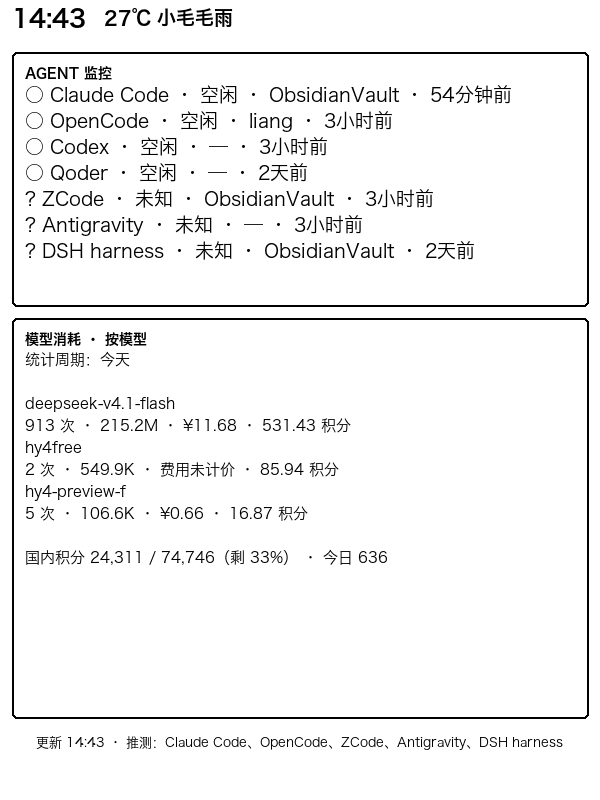 14:43 27℃ 小毛毛雨
AGENT 监控
○ Claude Code · 空闲 · ObsidianVault · 54分钟前
○ OpenCode · 空闲 · liang · 3小时前
○ Codex · 空闲 · — · 3小时前
○ Qoder · 空闲 · — · 2天前
? ZCode · 未知 · ObsidianVault · 3小时前
? Antigravity · 未知 · — · 3小时前
? DSH harness · 未知 · ObsidianVault · 2天前
模型消耗 · 按模型
统计周期：今天
deepseek-v4.1-flash
913 次 · 215.2M · ¥11.68 · 531.43 积分
hy4free
2 次 · 549.9K · 费用未计价 · 85.94 积分
hy4-preview-f
5 次 · 106.6K · ¥0.66 · 16.87 积分
国内积分 24,311 / 74,746（剩 33%） · 今日 636
更新 14:43 · 推测：Claude Code、OpenCode、ZCode、Antigravity、DSH harness